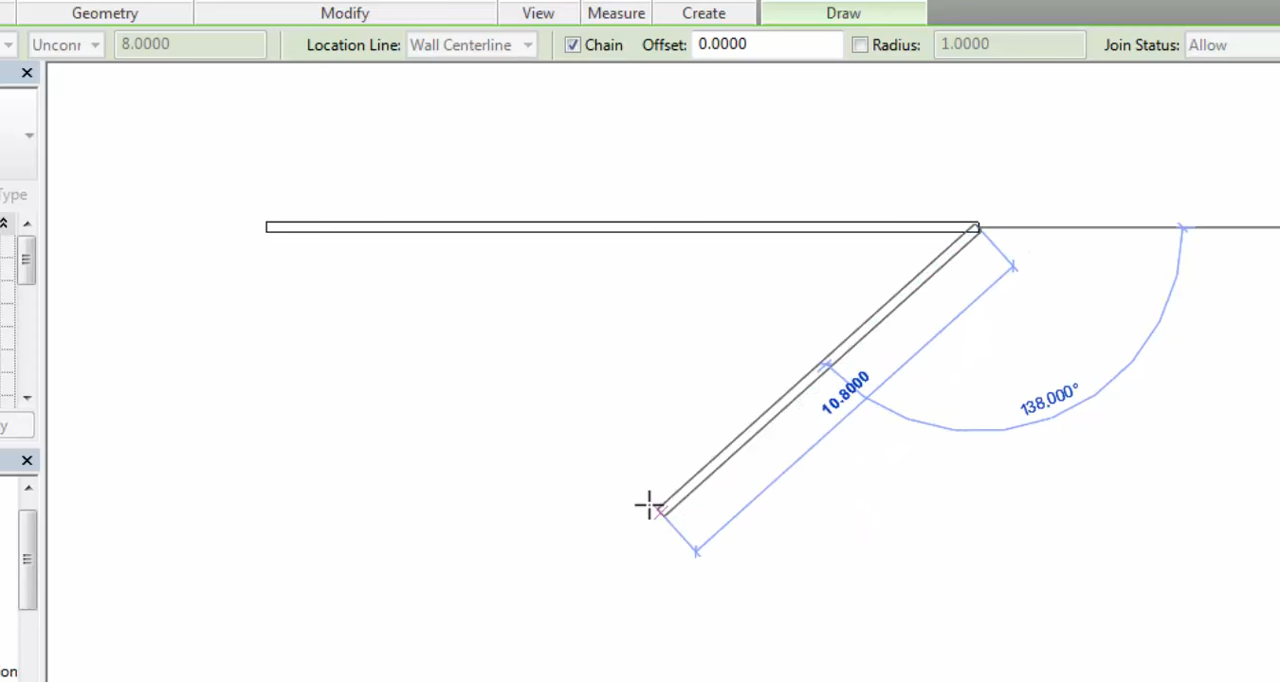 Geometry Modify View Measure Create Draw
Unconr 8.0000 Location Line: Wall Centerline Chain Offset: 0.0000 Radius: 1.0000 Join Status: Allow
Type
10.8000
138.000°
y
on